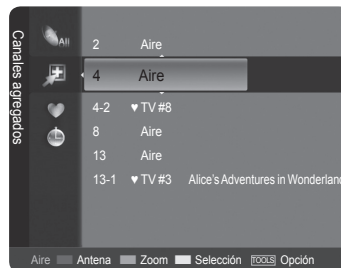 Canales agregados
All
2 Aire
4 Aire
4-2 ♥ TV #8
8 Aire
13 Aire
13-1 ♥ TV #3 Alice's Adventures in Wonderland
Aire Antena Zoom Selección TOOLS Opción